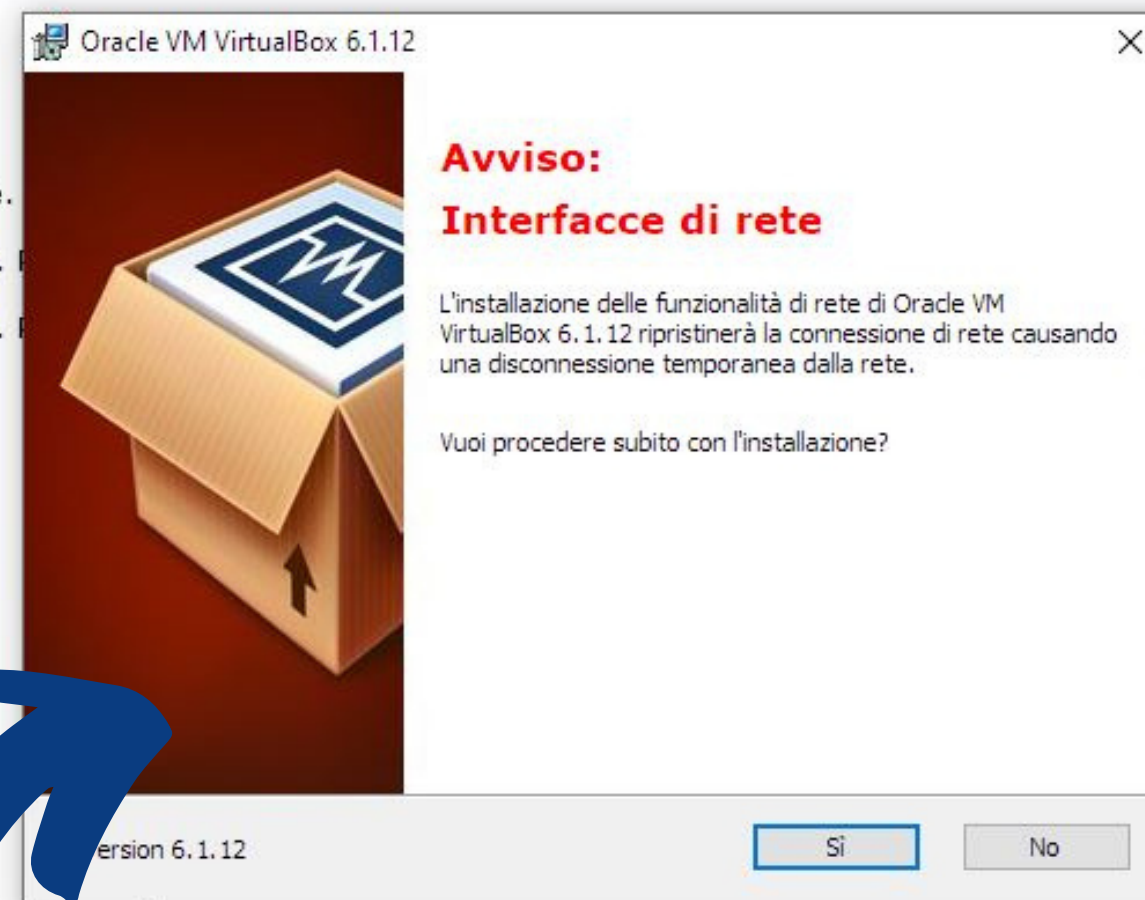 Oracle VM VirtualBox 6.1.12
Avviso:
Interfacce di rete
L'installazione delle funzionalità di rete di Oracle VM
VirtualBox 6.1.12 ripristinerà la connessione di rete causando
una disconnessione temporanea dalla rete.
Vuoi procedere subito con l'installazione?
ersion 6.1.12
Sì
No